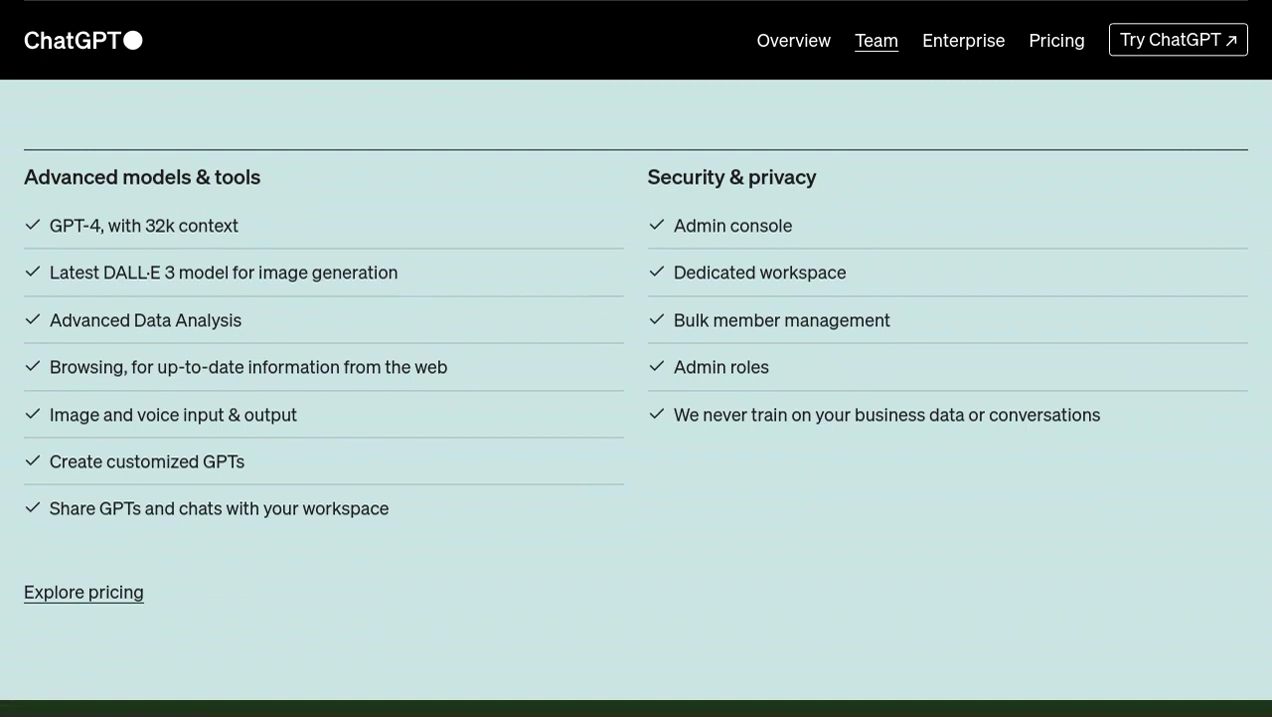 ChatGPT
Overview Team Enterprise Pricing Try ChatGPT ↗
Advanced models & tools
✓ GPT-4, with 32k context
✓ Latest DALL·E 3 model for image generation
✓ Advanced Data Analysis
✓ Browsing, for up-to-date information from the web
✓ Image and voice input & output
✓ Create customized GPTs
✓ Share GPTs and chats with your workspace
Explore pricing
Security & privacy
✓ Admin console
✓ Dedicated workspace
✓ Bulk member management
✓ Admin roles
✓ We never train on your business data or conversations